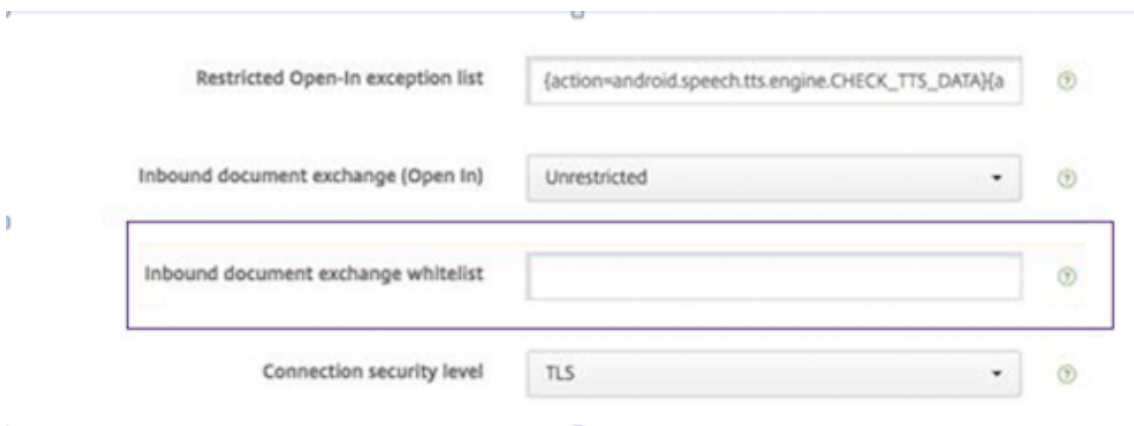 Restricted Open-In exception list {action=android.speech.tts.engine.CHECK_TTS_DATA}{a
Inbound document exchange (Open In) Unrestricted
Inbound document exchange whitelist
Connection security level TLS